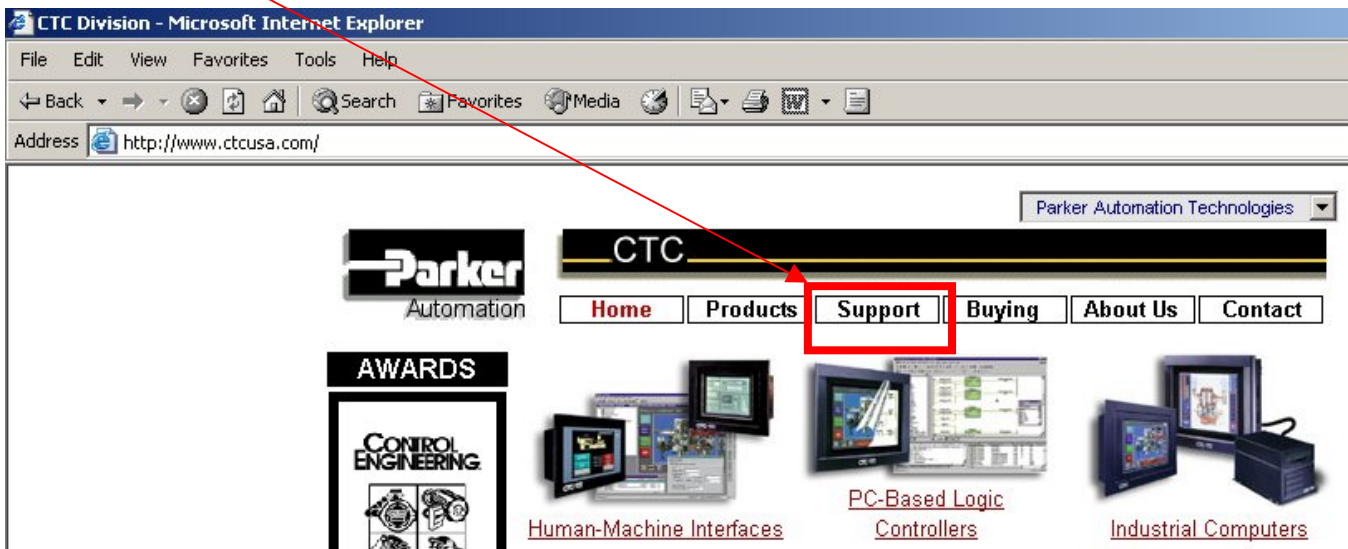 CTC Division - Microsoft Internet Explorer
File Edit View Favorites Tools Help
Back Search Favorites Media
Address http://www.ctcusa.com/
Parker Automation Technologies
Parker
Automation
CTC
Home Products Support Buying About Us Contact
AWARDS
CONTROL
ENGINEERING
Human-Machine Interfaces
PC-Based Logic
Controllers
Industrial Computers